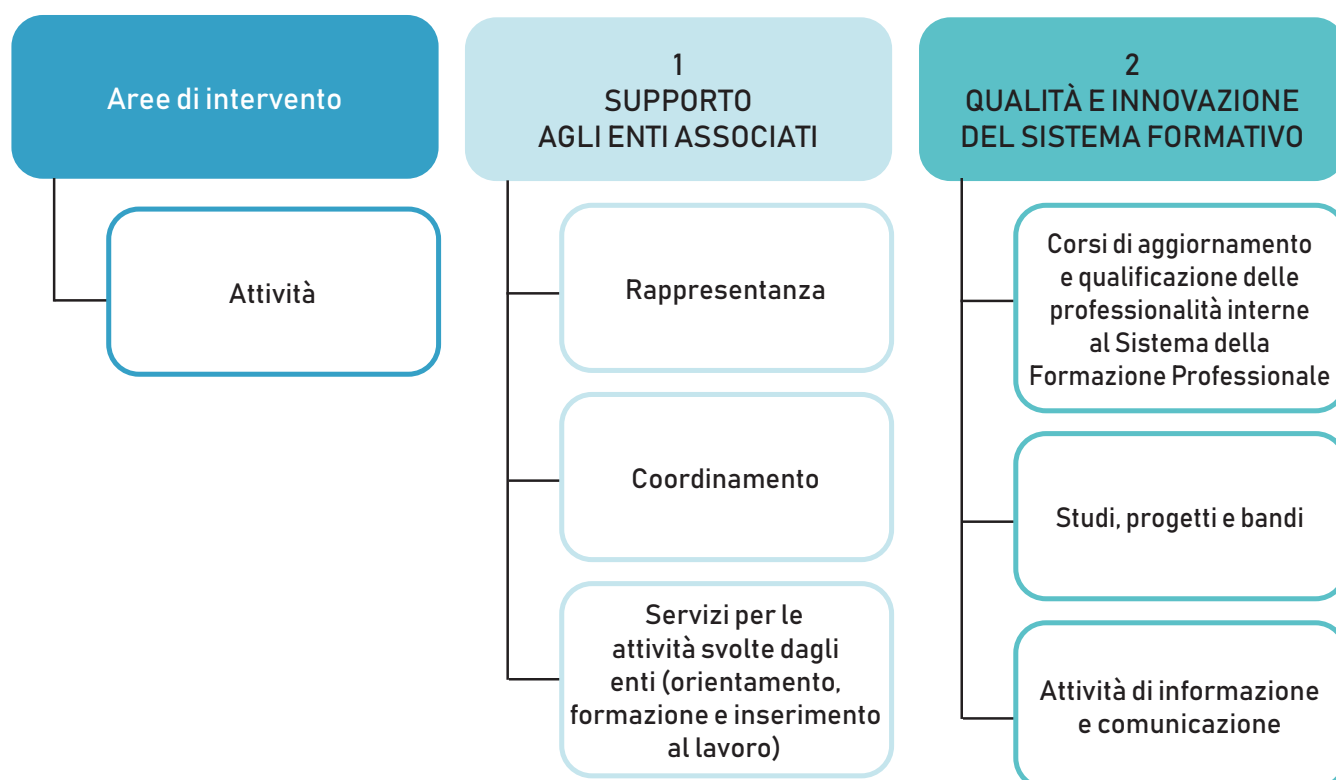 Aree di intervento
Attività
1
SUPPORTO
AGLI ENTI ASSOCIATI
Rappresentanza
Coordinamento
Servizi per le
attività svolte dagli
enti (orientamento,
formazione e inserimento
al lavoro)
2
QUALITÀ E INNOVAZIONE
DEL SISTEMA FORMATIVO
Corsi di aggiornamento
e qualificazione delle
professionalità interne
al Sistema della
Formazione Professionale
Studi, progetti e bandi
Attività di informazione
e comunicazione